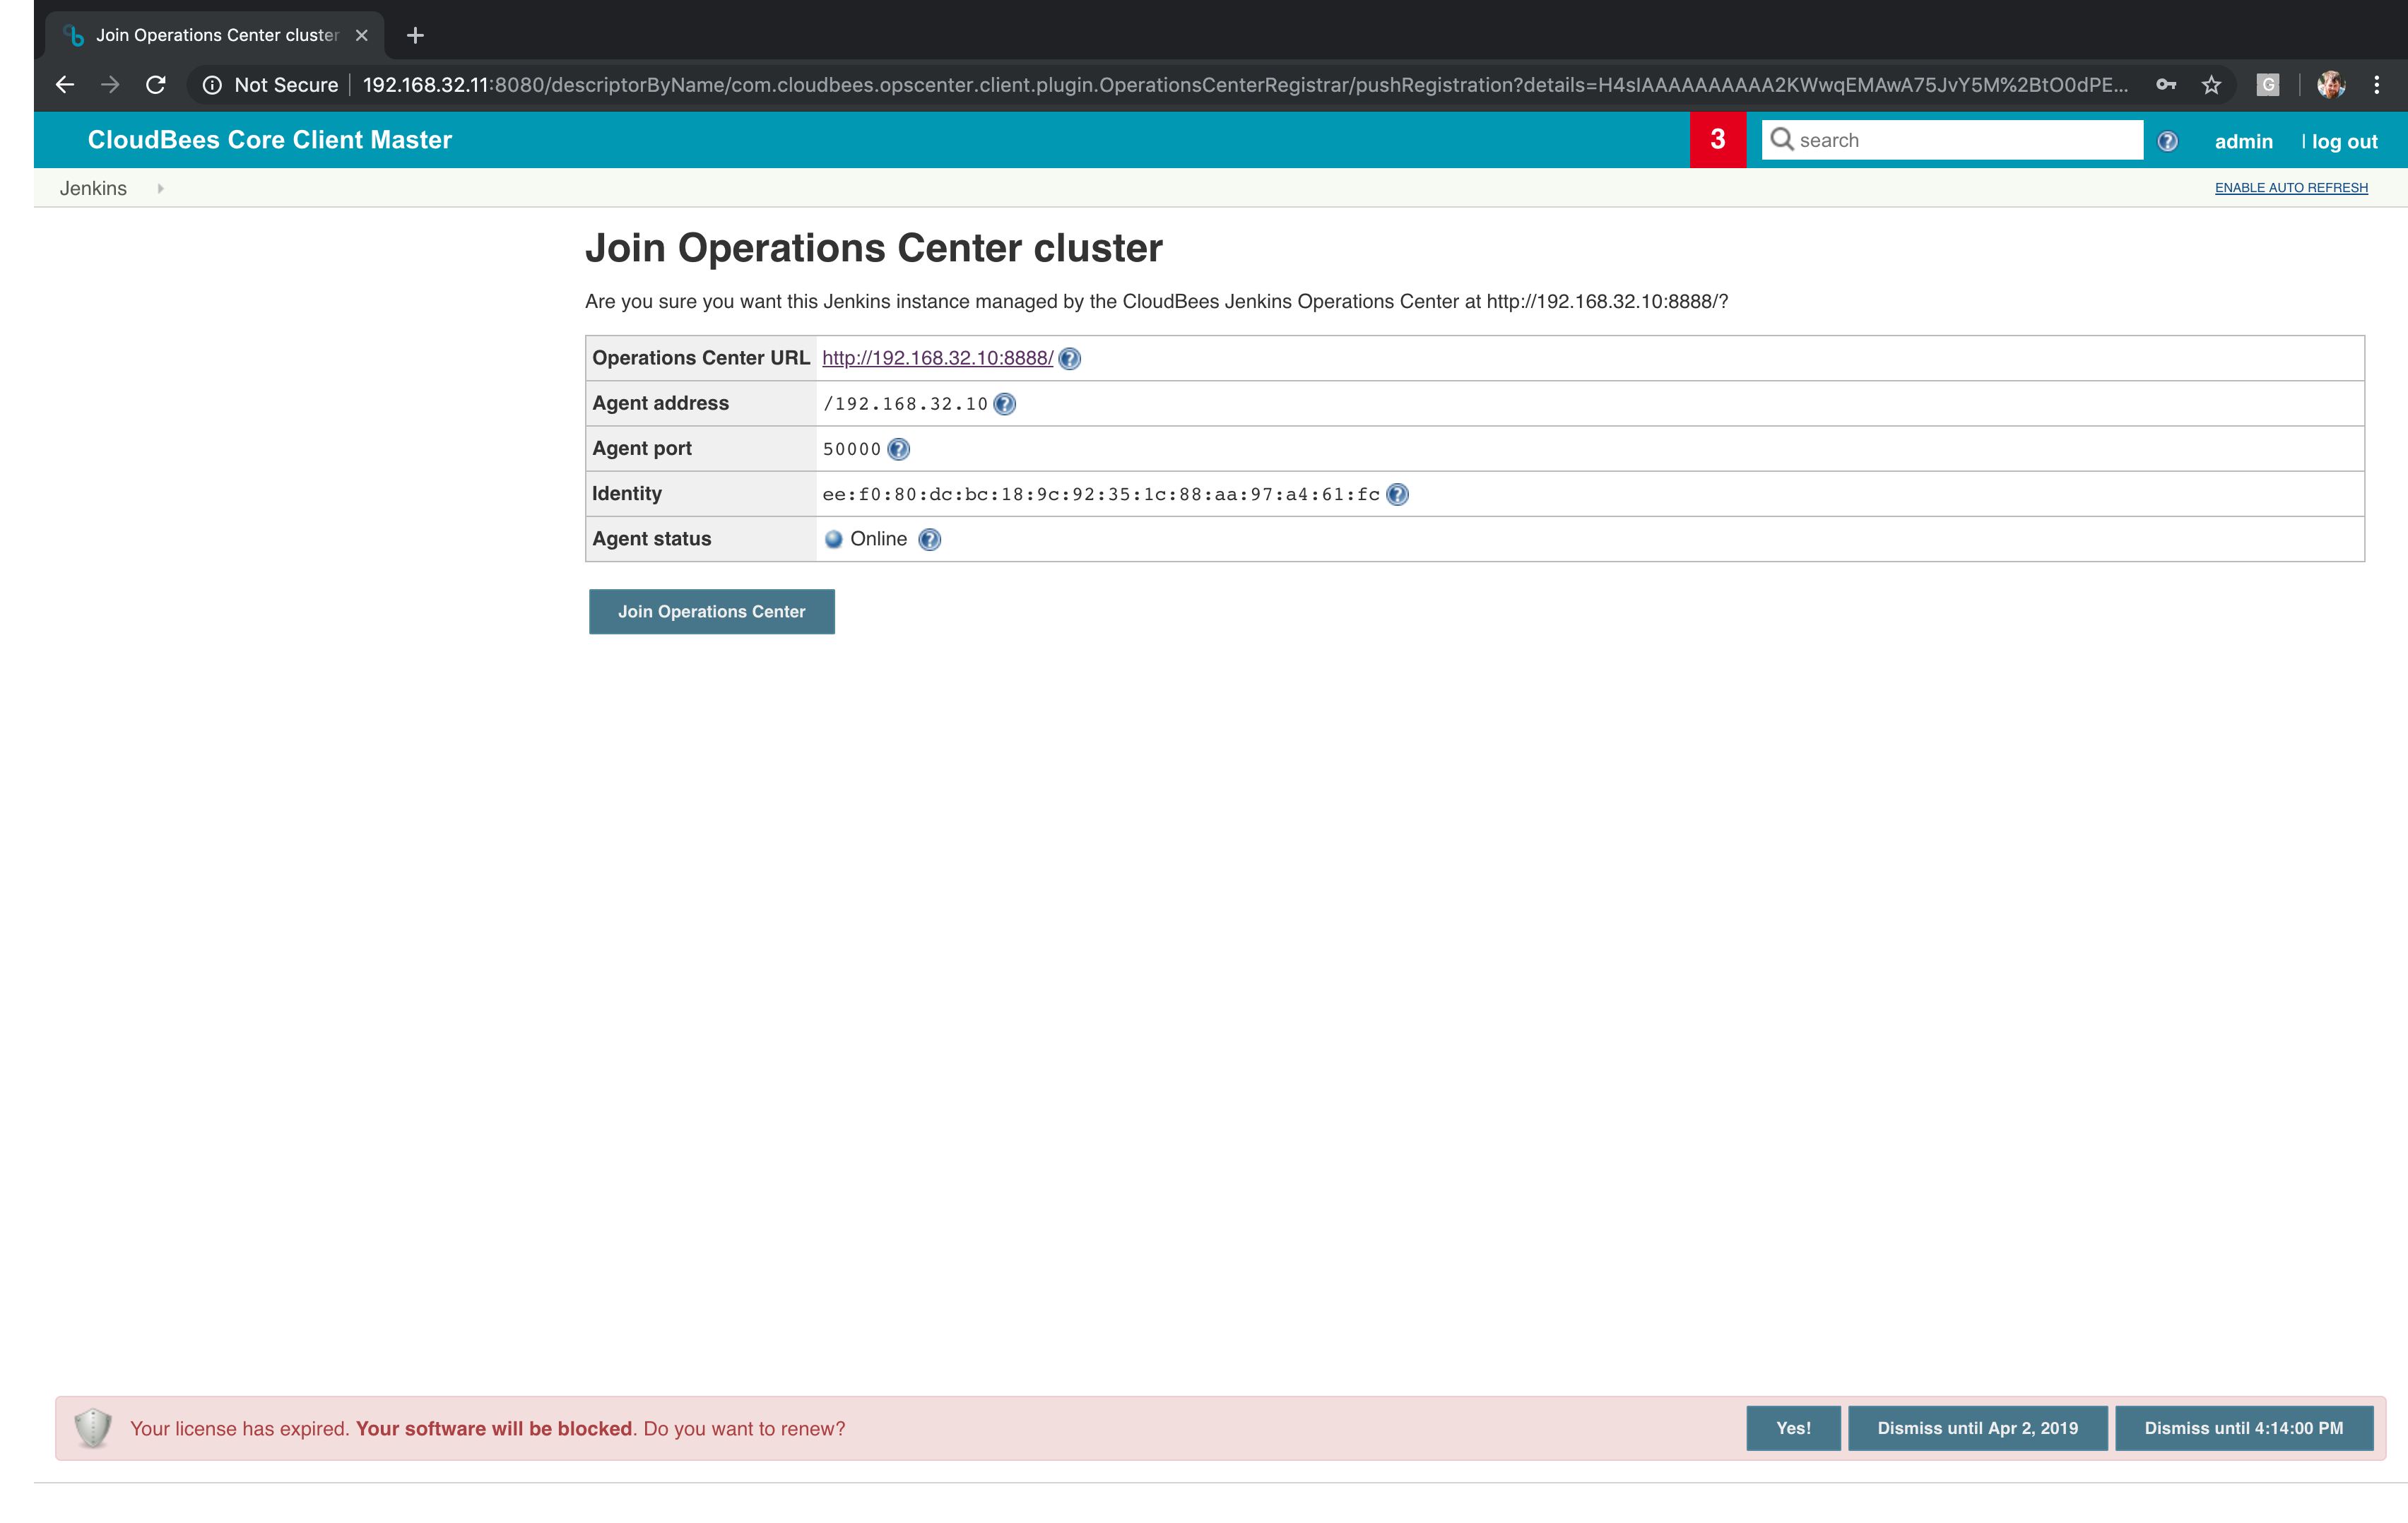 Join Operations Center cluster
Not Secure 192.168.32.11:8080/descriptorByName/com.cloudbees.opscenter.client.plugin.OperationsCenterRegistrar/pushRegistration?details=H4sIAAAAAAAAAA2KWwqEMAwA75JvY5M%2BtO0dPE... G
CloudBees Core Client Master 3 search admin | log out
Jenkins ENABLE AUTO REFRESH
Join Operations Center cluster
Are you sure you want this Jenkins instance managed by the CloudBees Jenkins Operations Center at http://192.168.32.10:8888/?
Operations Center URL http://192.168.32.10:8888/
Agent address /192.168.32.10
Agent port 50000
Identity ee:f0:80:dc:bc:18:9c:92:35:1c:88:aa:97:a4:61:fc
Agent status Online
Join Operations Center
Your license has expired. Your software will be blocked. Do you want to renew? Yes! Dismiss until Apr 2, 2019 Dismiss until 4:14:00 PM